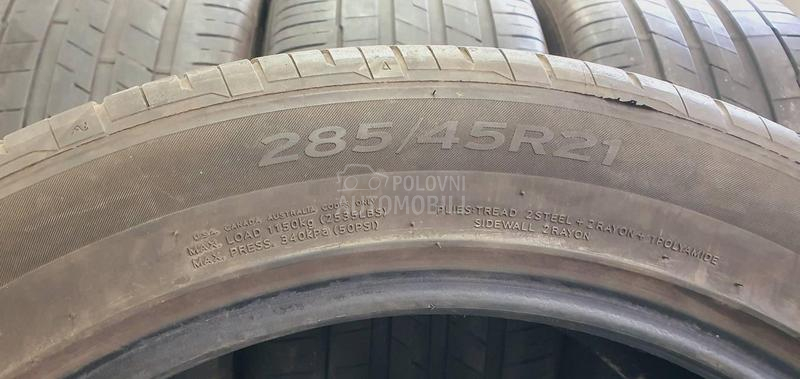 285/45R21
POLOVNI
AUTOMOBILI
U.S.A. CANADA, AUSTRALIA CODES ONLY
MAX. LOAD 1150kg (2535LBS)
MAX. PRESS. 340kPa (50PSI)
PLIES:TREAD 2STEEL + 2RAYON + 1POLYAMIDE
SIDEWALL 2RAYON